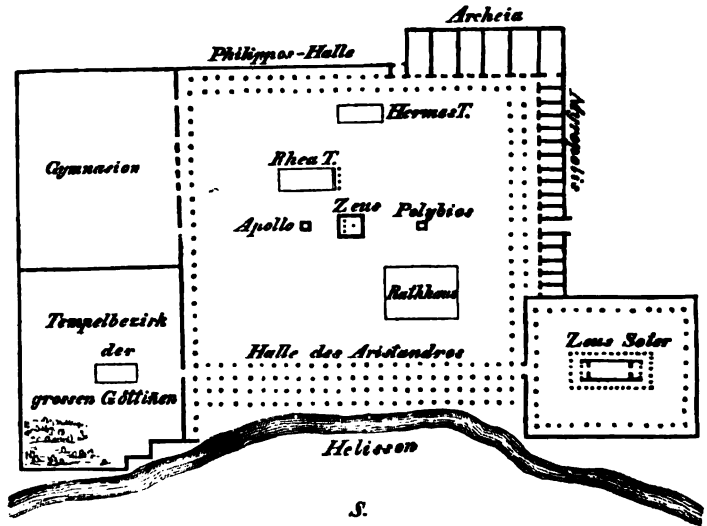 Archeia
Philippos-Halle
Hermes T.
Myropolis
Gymnasion
Rhea T.
Zeus
Polybios
Apollo
Rathhaus
Tempelbezirk
der
grossen Göttinen
Halle des Aristandros
Zeus Soter
Helisson
S.